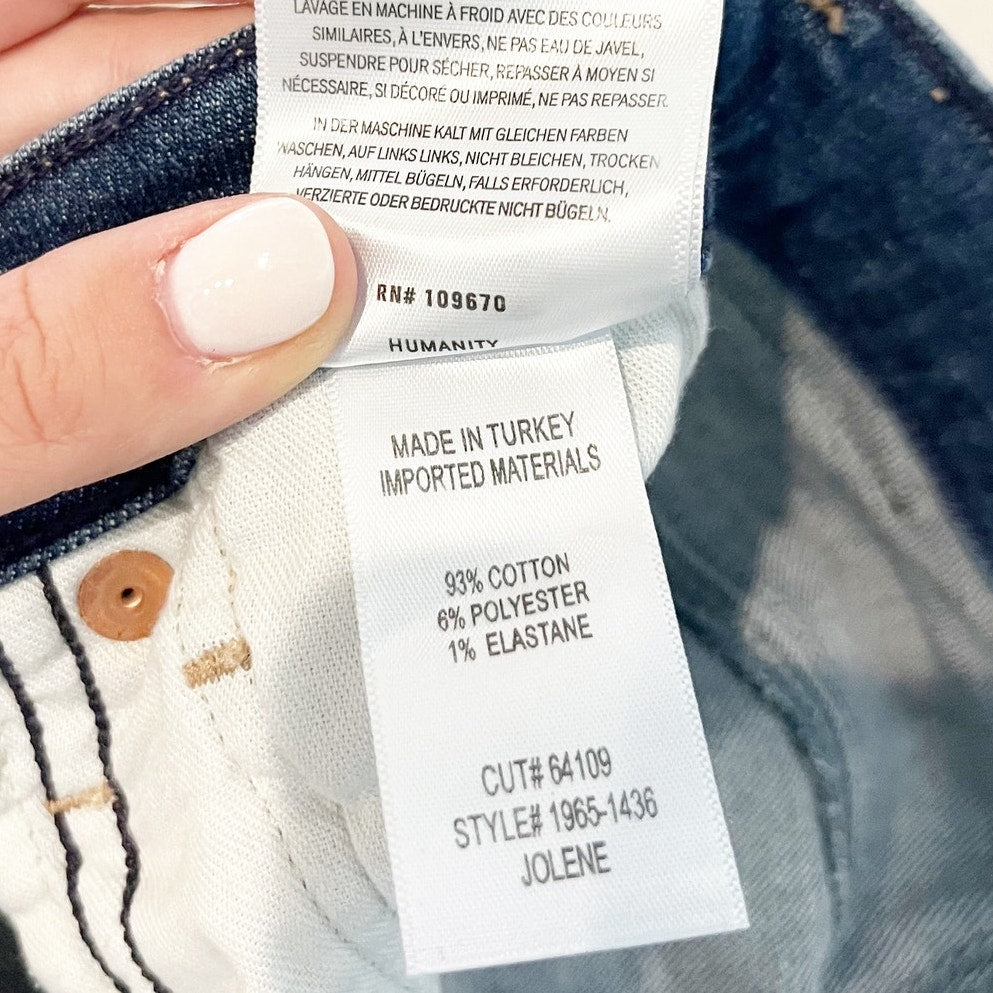 LAVAGE EN MACHINE À FROID AVEC DES COULEURS
SIMILAIRES, À L'ENVERS, NE PAS EAU DE JAVEL,
SUSPENDRE POUR SÉCHER, REPASSER À MOYEN SI
NÉCESSAIRE, SI DÉCORÉ OU IMPRIMÉ, NE PAS REPASSER.
IN DER MASCHINE KALT MIT GLEICHEN FARBEN
WASCHEN, AUF LINKS LINKS, NICHT BLEICHEN, TROCKEN
HÄNGEN, MITTEL BÜGELN, FALLS ERFORDERLICH,
VERZIERTE ODER BEDRUCKTE NICHT BÜGELN.
RN# 109670
HUMANITY
MADE IN TURKEY
IMPORTED MATERIALS
93% COTTON
6% POLYESTER
1% ELASTANE
CUT# 64109
STYLE# 1965-1436
JOLENE